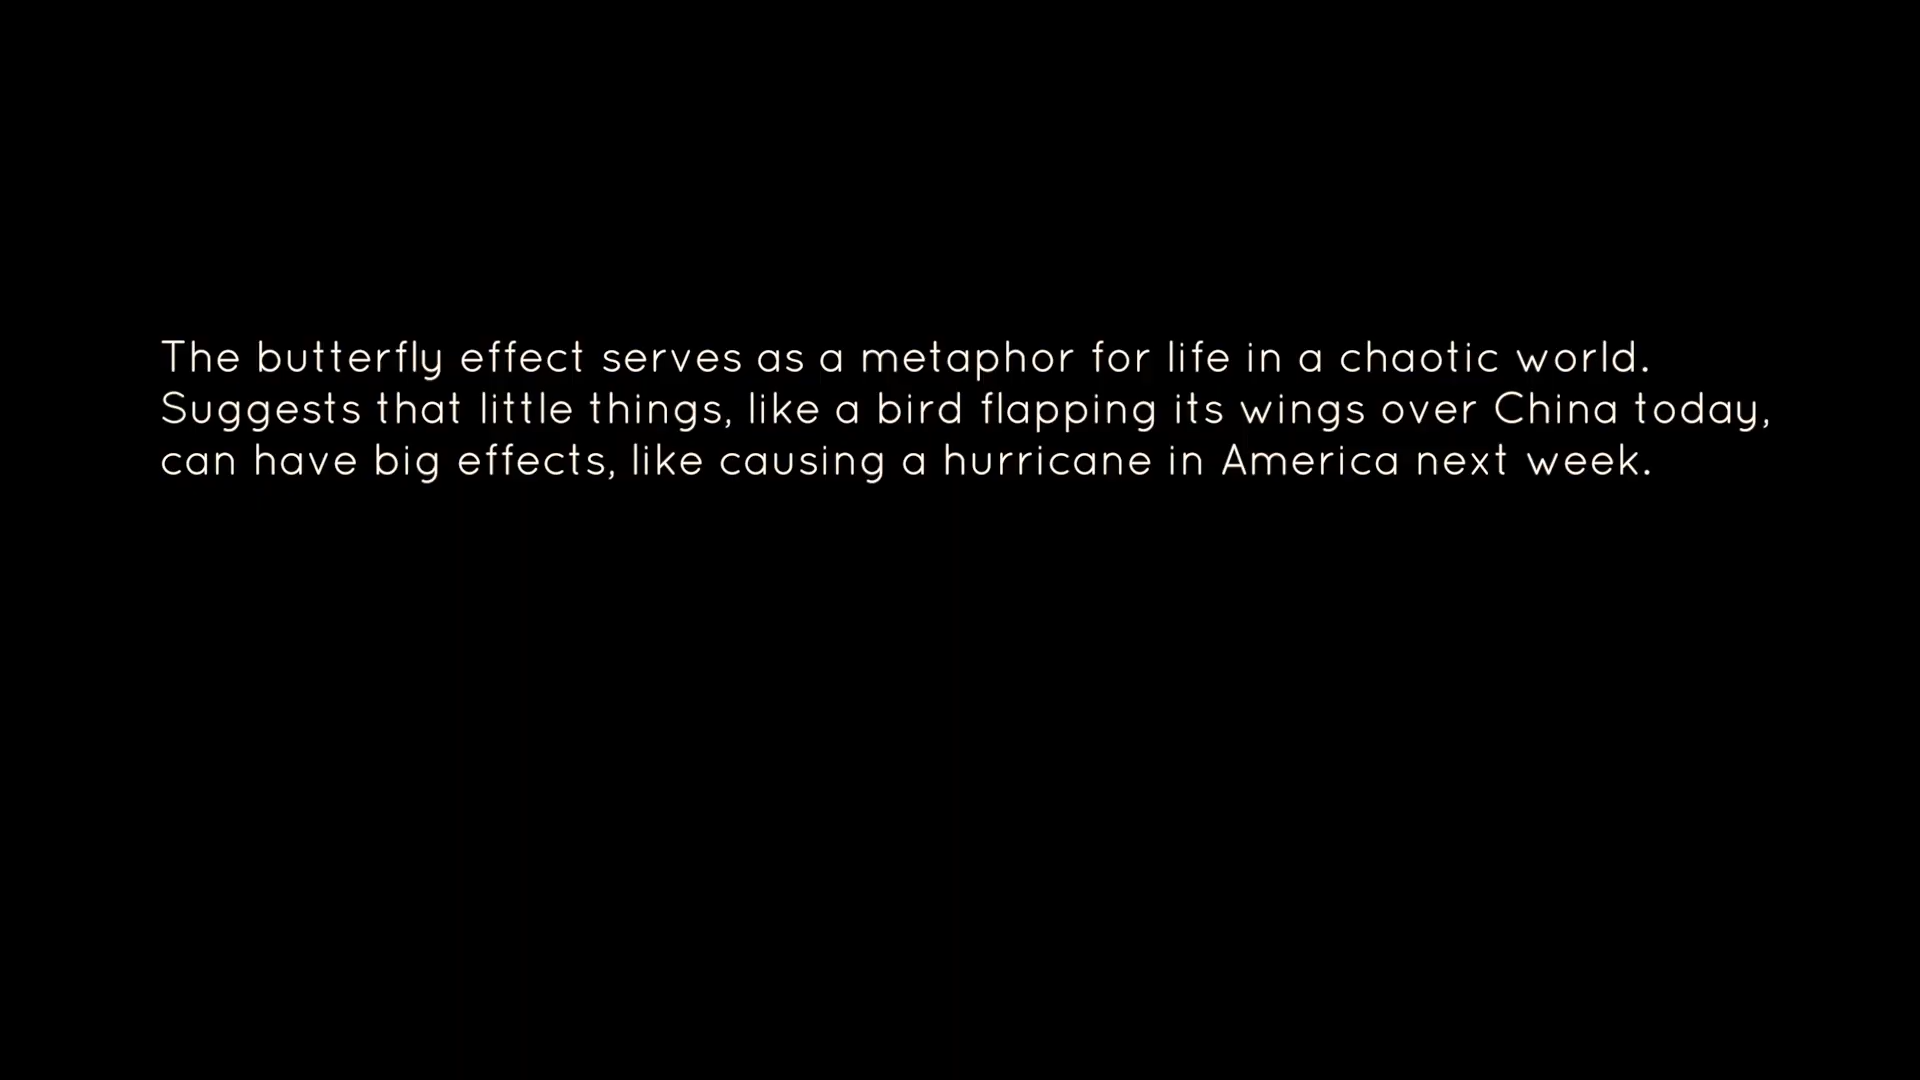 The butterfly effect serves as a metaphor for life in a chaotic world.
Suggests that little things, like a bird flapping its wings over China today,
can have big effects, like causing a hurricane in America next week.